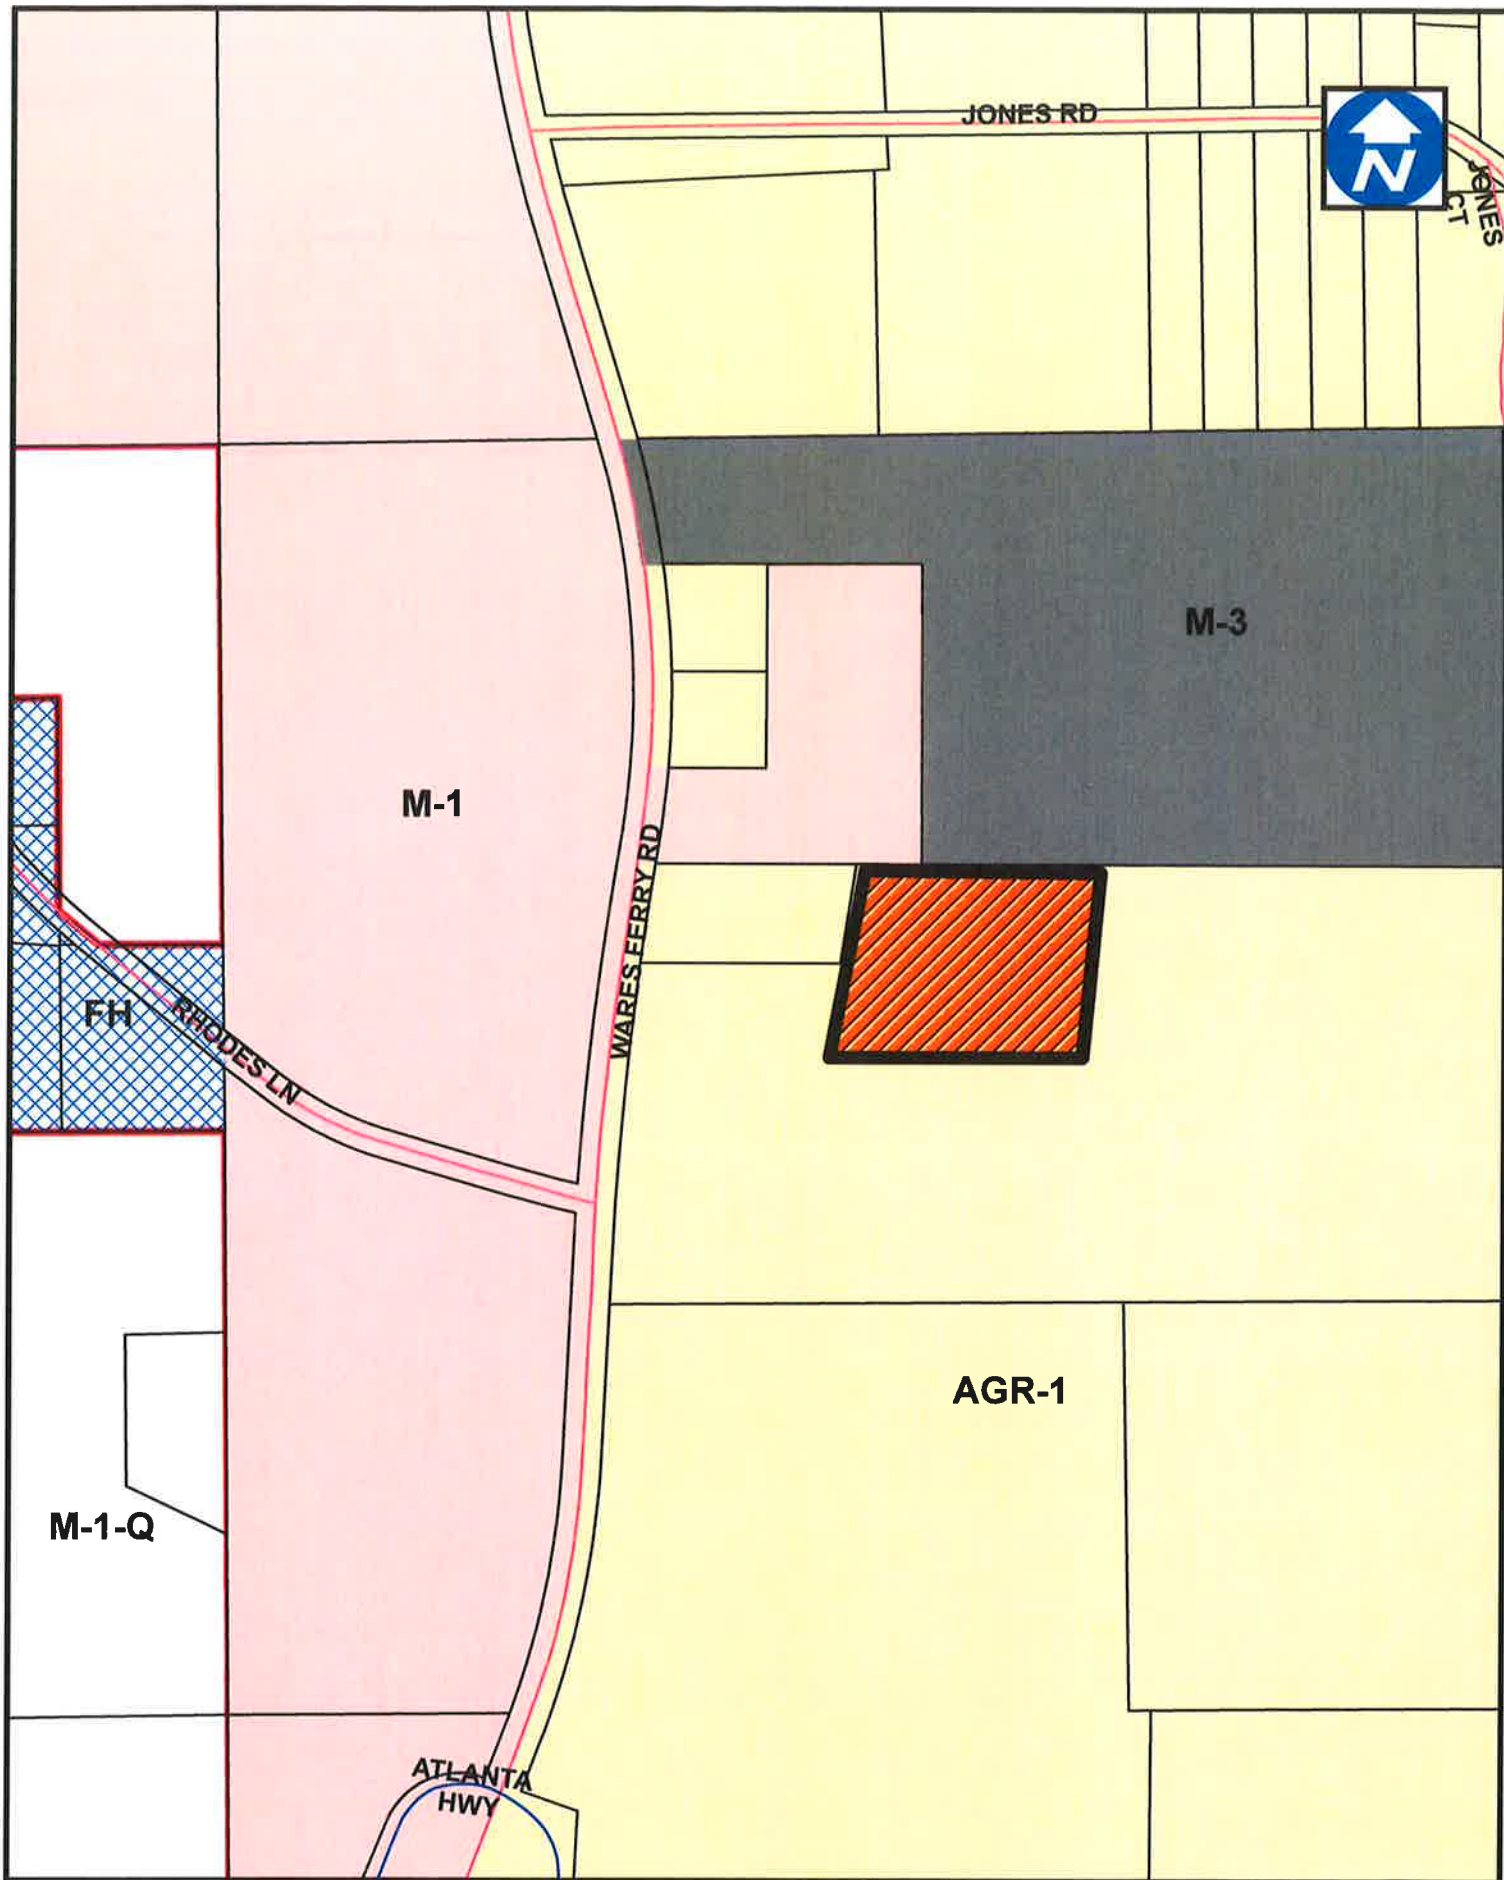 JONES RD
N
JONES
CT
M-3
M-1
WARES FERRY RD
FH
RHODES LN
AGR-1
M-1-Q
ATLANTA
HWY